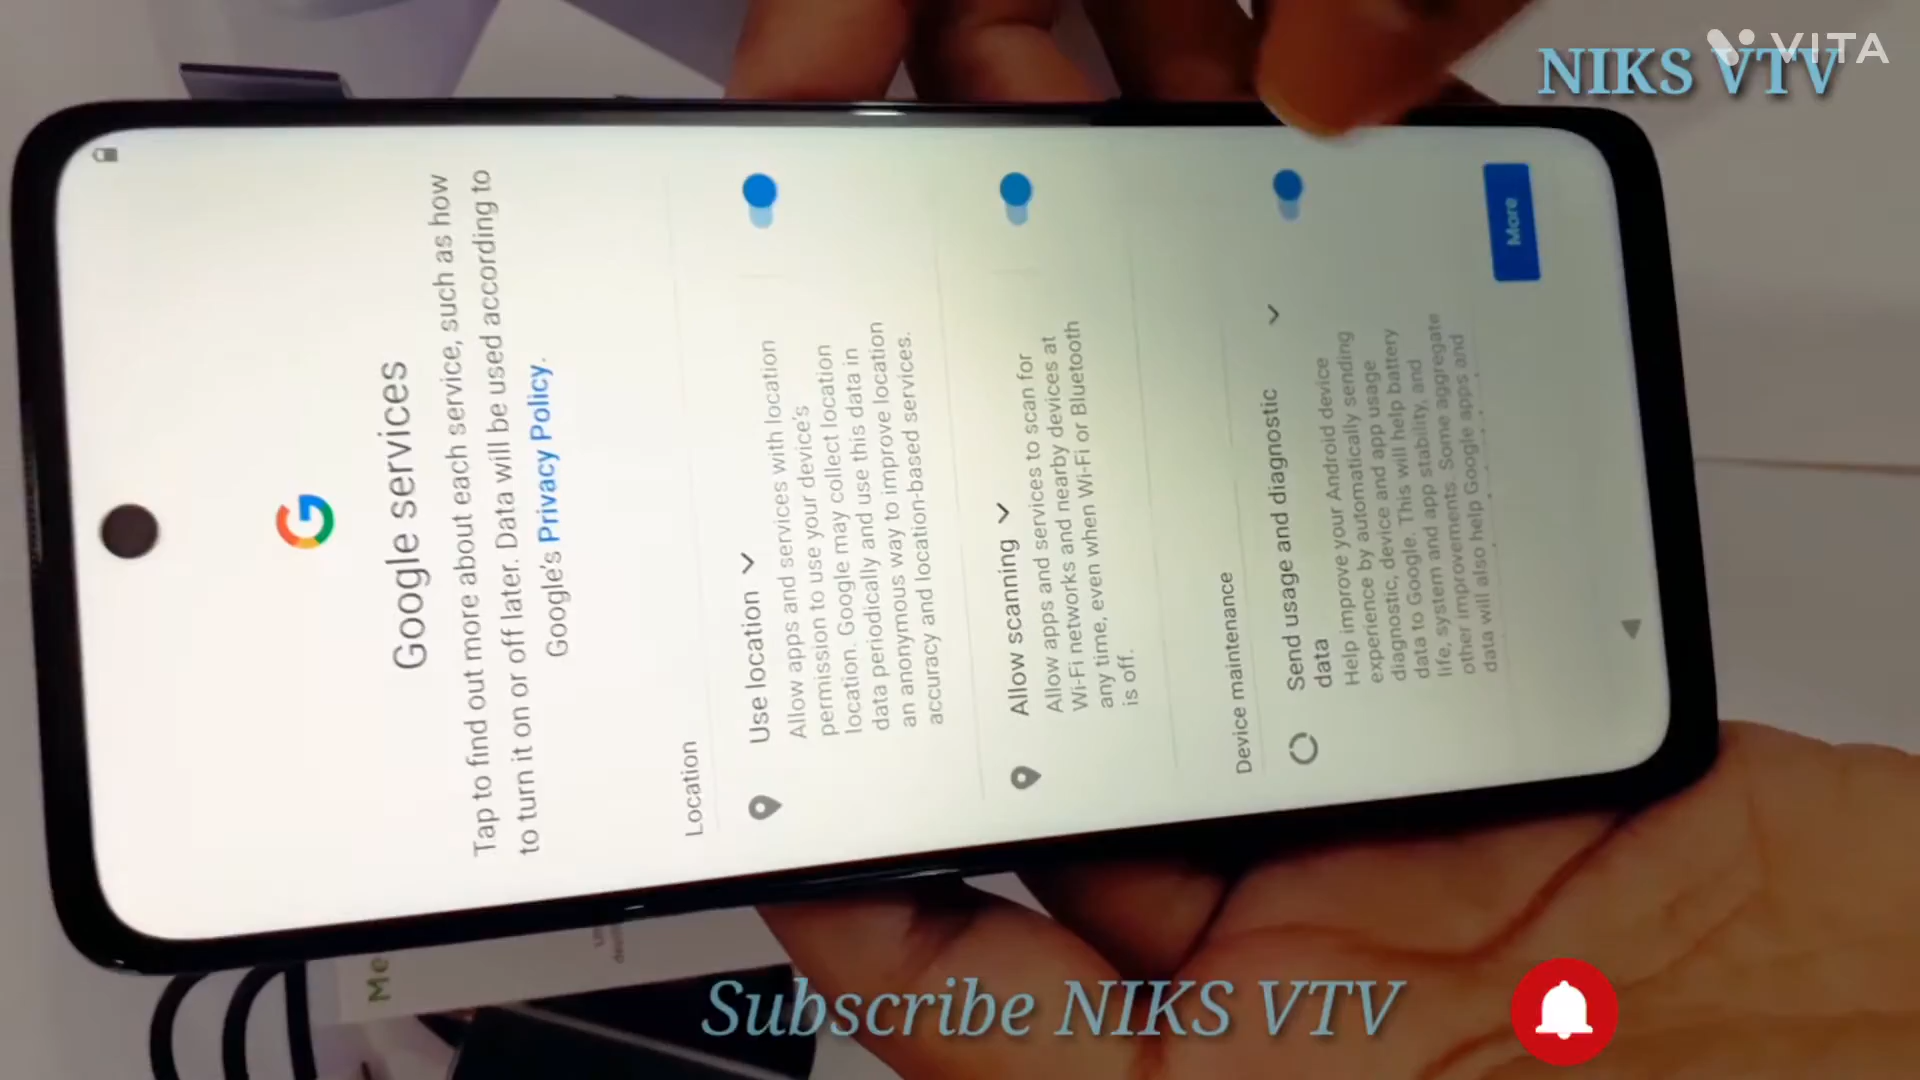 VITA
NIKS VTV
Google services
Tap to find out more about each service, such as how
to turn it on or off later. Data will be used according to
Google's Privacy Policy.
Location
Use location
Allow apps and services with location
permission to use your device's
location. Google may collect location
data periodically and use this data in
an anonymous way to improve location
accuracy and location-based services.
Allow scanning
Allow apps and services to scan for
Wi-Fi networks and nearby devices at
any time, even when Wi-Fi or Bluetooth
is off.
Device maintenance
Send usage and diagnostic
data
Help improve your Android device
experience by automatically sending
diagnostic, device and app usage
data to Google. This will help battery
life, system and app stability, and
other improvements. Some aggregate
data will also help Google apps and
More
Me
Subscribe NIKS VTV